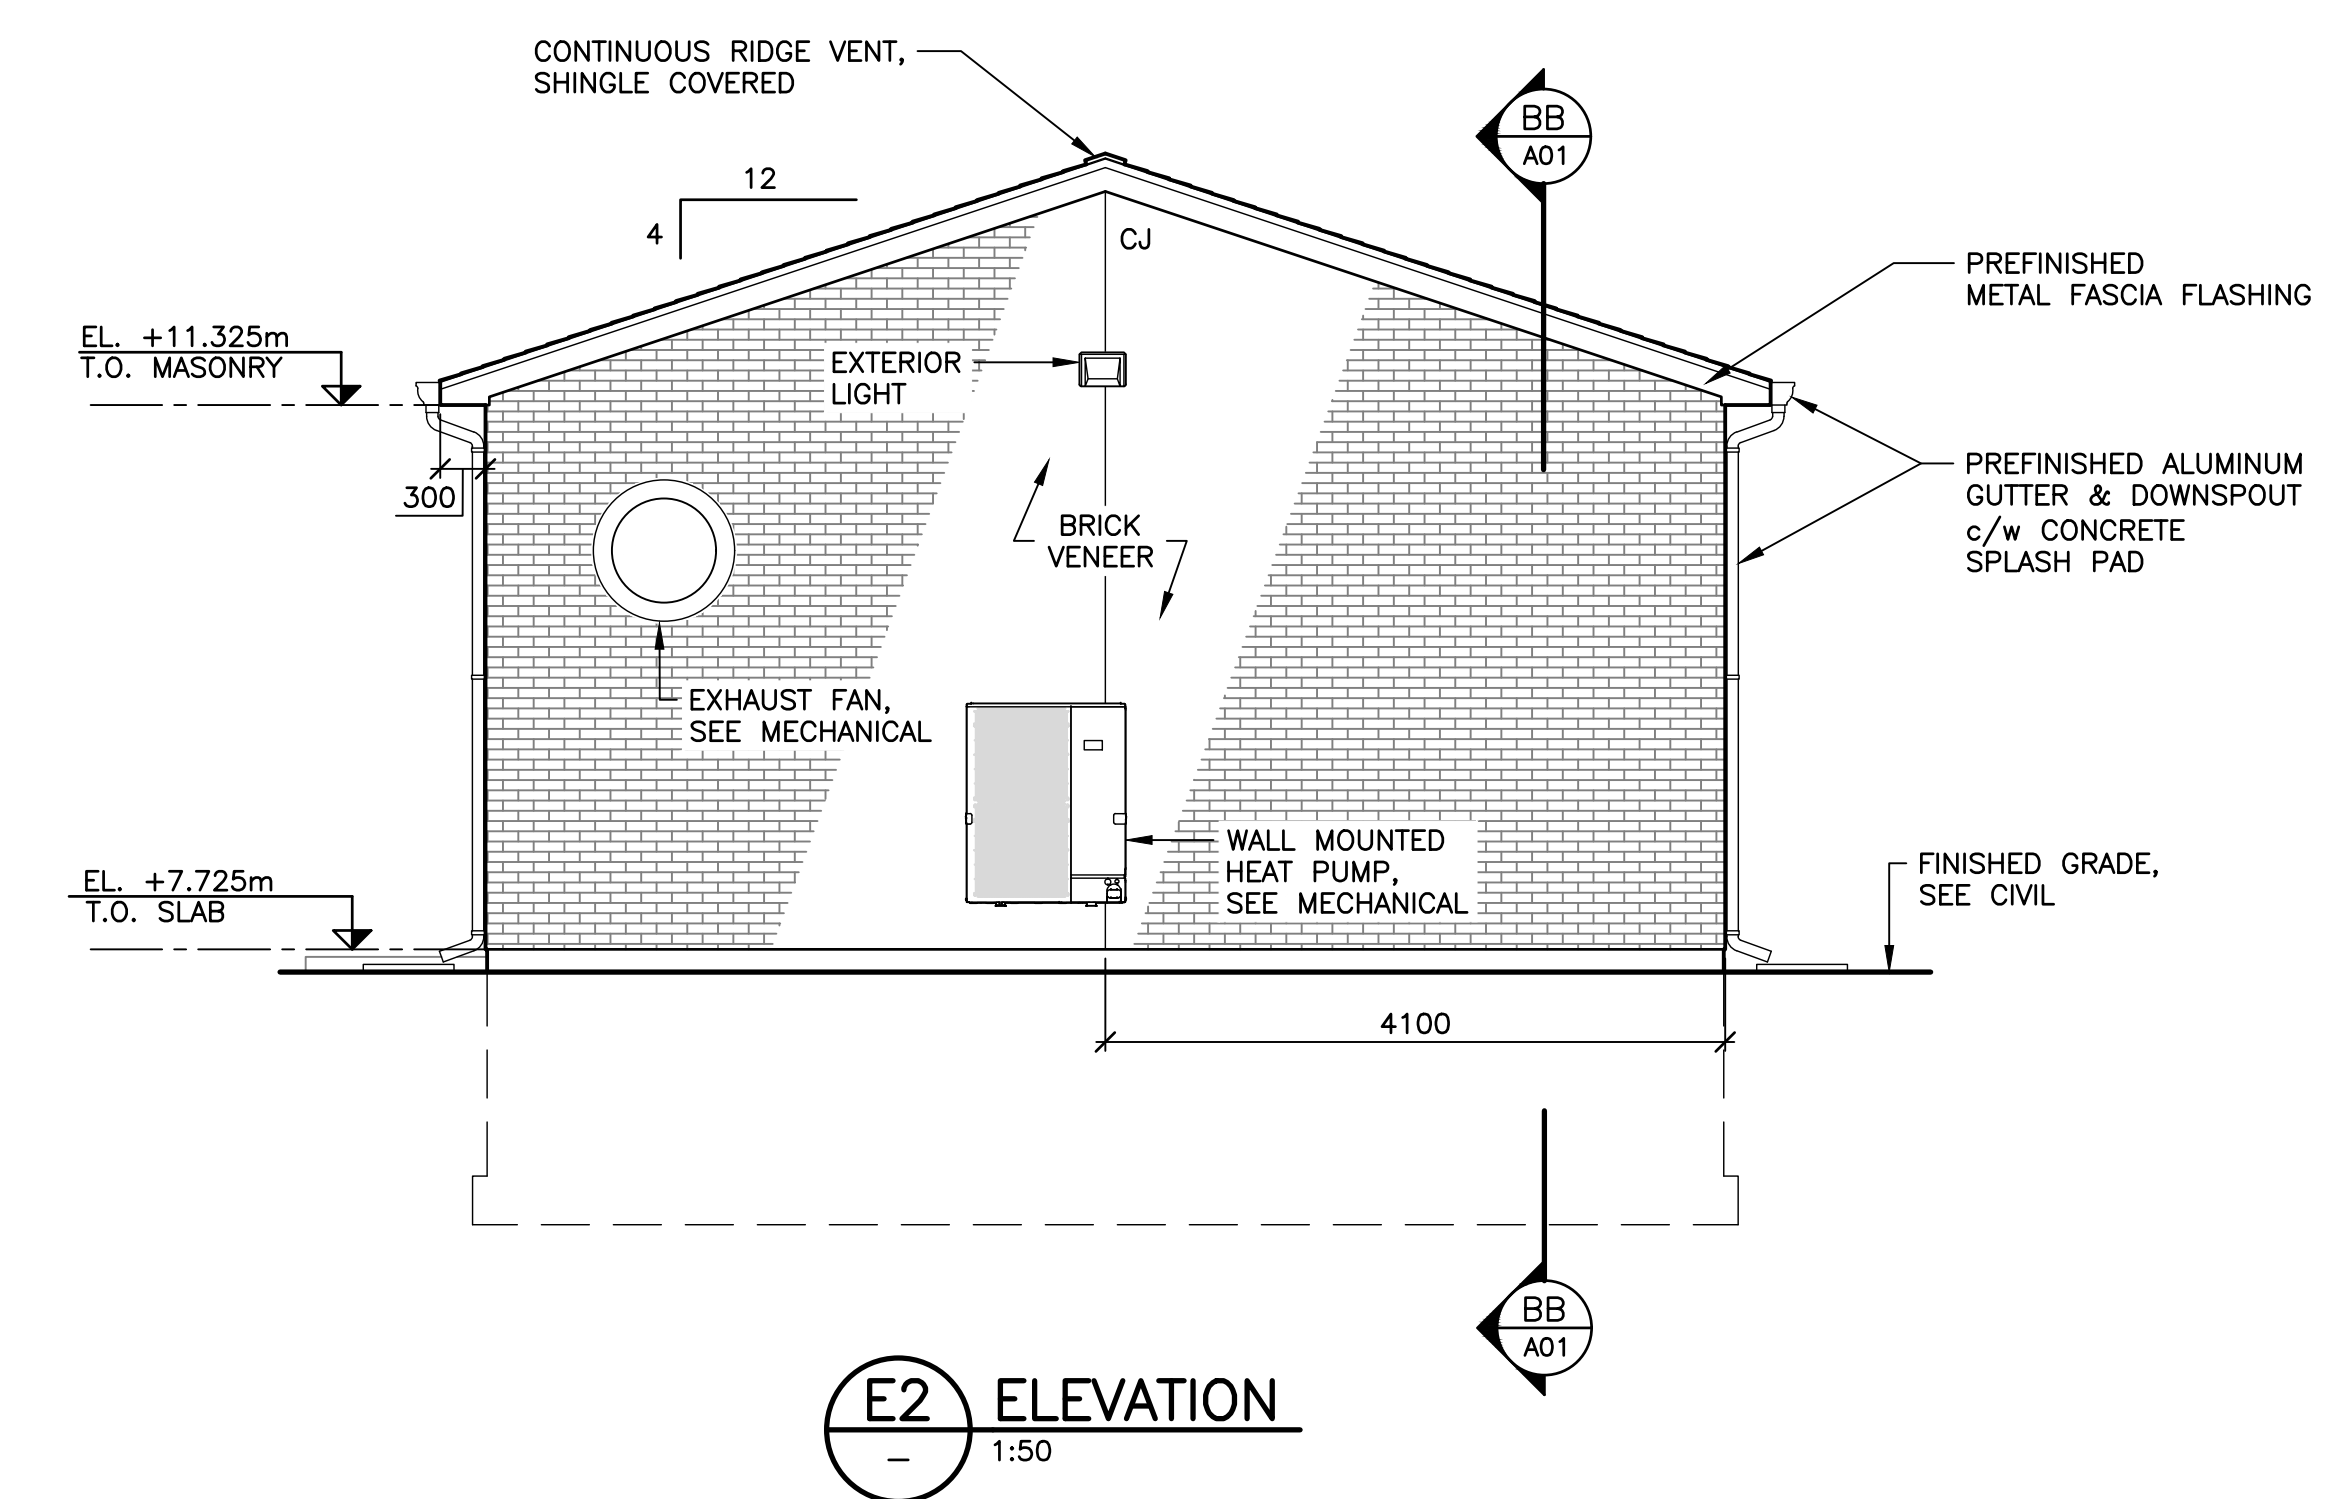 CONTINUOUS RIDGE VENT,
SHINGLE COVERED
BB
A01
12
4
CJ
PREFINISHED
METAL FASCIA FLASHING
EL. +11.325m
T.O. MASONRY
EXTERIOR
LIGHT
300
PREFINISHED ALUMINUM
GUTTER & DOWNSPOUT
c/w CONCRETE
SPLASH PAD
BRICK
VENEER
EXHAUST FAN,
SEE MECHANICAL
WALL MOUNTED
HEAT PUMP,
SEE MECHANICAL
EL. +7.725m
T.O. SLAB
FINISHED GRADE,
SEE CIVIL
4100
BB
A01
E2
–
ELEVATION
1:50